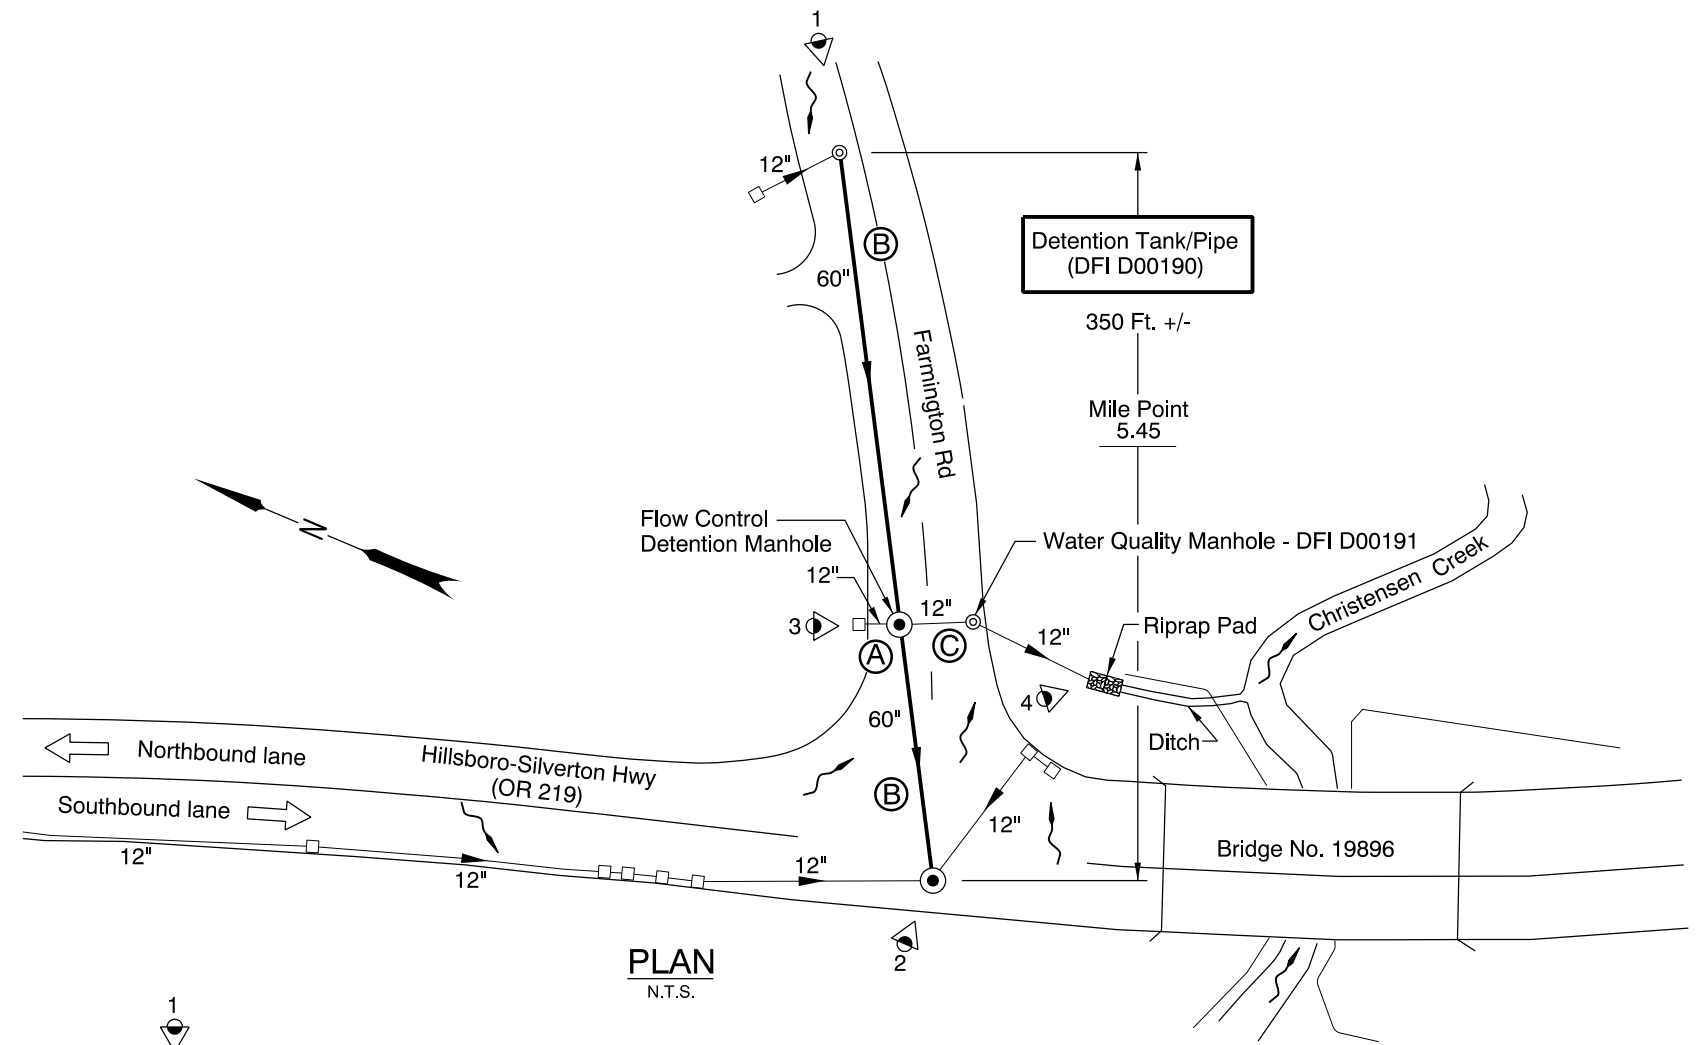 1
12"
B
Detention Tank/Pipe
(DFI D00190)
60"
350 Ft. +/-
Farmington Rd
Mile Point
5.45
N
Flow Control
Detention Manhole
Water Quality Manhole - DFI D00191
12"
12"
Christensen Creek
3
12"
Riprap Pad
A
C
4
60"
Ditch
Northbound lane
Hillsboro-Silverton Hwy
(OR 219)
Southbound lane
B
12"
Bridge No. 19896
12"
12"
12"
2
PLAN
N.T.S.
1